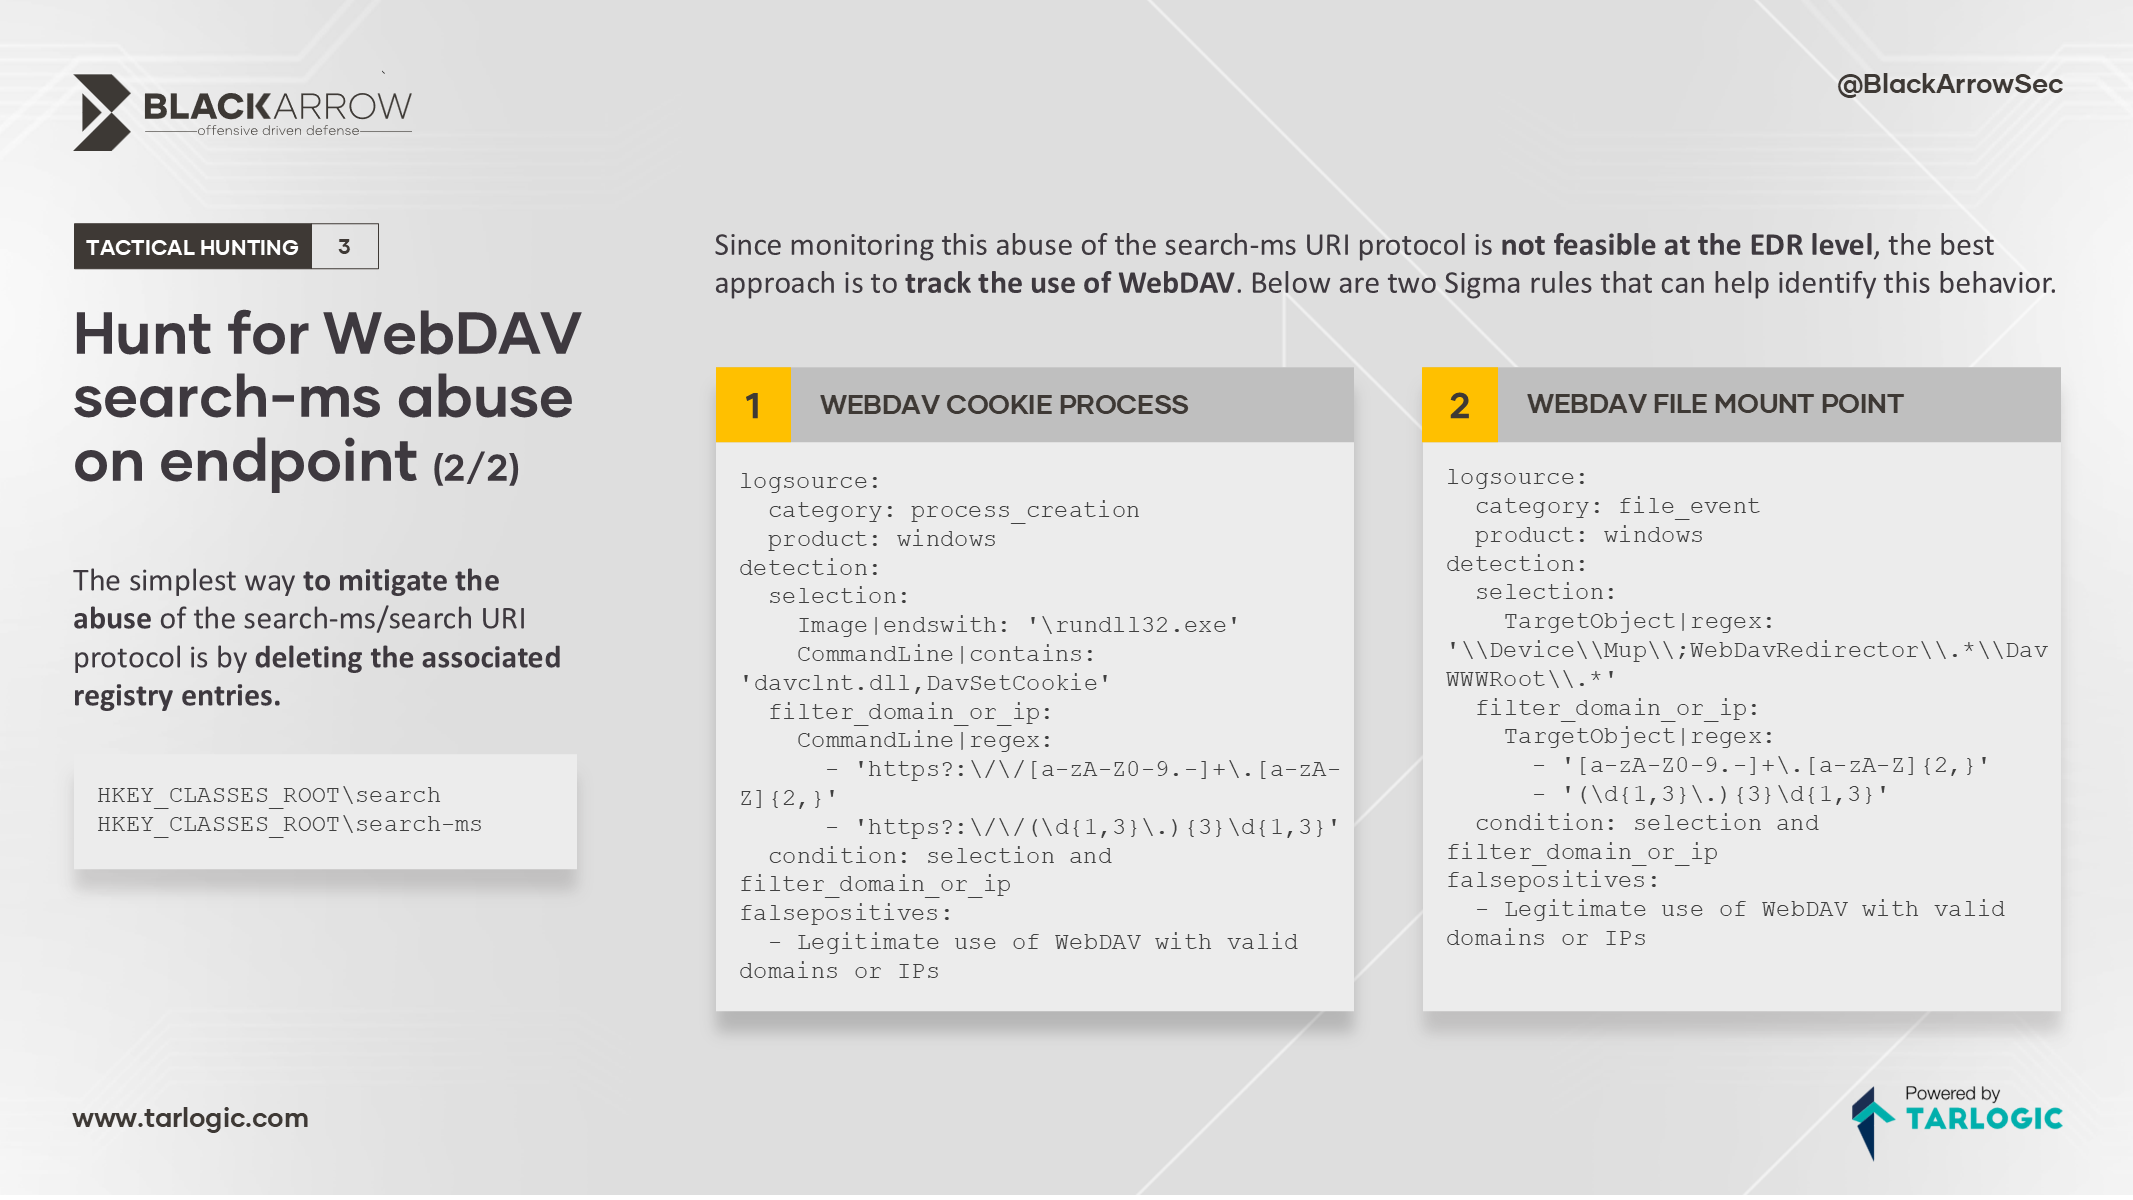 BLACKARROW
offensive driven defense
@BlackArrowSec
TACTICAL HUNTING 3
Hunt for WebDAV
search-ms abuse
on endpoint (2/2)
The simplest way to mitigate the
abuse of the search-ms/search URI
protocol is by deleting the associated
registry entries.
HKEY_CLASSES_ROOT\search
HKEY_CLASSES_ROOT\search-ms
Since monitoring this abuse of the search-ms URI protocol is not feasible at the EDR level, the best
approach is to track the use of WebDAV. Below are two Sigma rules that can help identify this behavior.
1 WEBDAV COOKIE PROCESS
logsource:
  category: process_creation
  product: windows
detection:
  selection:
    Image|endswith: '\rundll32.exe'
    CommandLine|contains:
'davclnt.dll,DavSetCookie'
  filter_domain_or_ip:
    CommandLine|regex:
      - 'https?:\/\/[a-zA-Z0-9.-]+\.[a-zA-
Z]{2,}'
      - 'https?:\/\/(\d{1,3}\.){3}\d{1,3}'
  condition: selection and
filter_domain_or_ip
falsepositives:
  - Legitimate use of WebDAV with valid
domains or IPs
2 WEBDAV FILE MOUNT POINT
logsource:
  category: file_event
  product: windows
detection:
  selection:
    TargetObject|regex:
'\\Device\\Mup\\;WebDavRedirector\\.*\\Dav
WWWRoot\\.*'
  filter_domain_or_ip:
    TargetObject|regex:
      - '[a-zA-Z0-9.-]+\.[a-zA-Z]{2,}'
      - '(\d{1,3}\.){3}\d{1,3}'
  condition: selection and
filter_domain_or_ip
falsepositives:
  - Legitimate use of WebDAV with valid
domains or IPs
www.tarlogic.com
Powered by
TARLOGIC